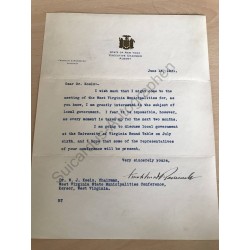 STATE OF NEW YORK
EXECUTIVE CHAMBER
ALBANY
June 19, 1931.
Dear Mr. Keely:-
I wish much that I might come to the
meeting of the West Virginia Municipalities for, as
you know, I am greatly interested in the subject of
local government. I fear it is impossible, however,
as every moment is taken up for the next two months.
I am going to discuss local government
at the University of Virginia Round Table on July
sixth. and I hope that some of the representatives
of your conference will be present.
Very sincerely yours,
Franklin D. Roosevelt
Mr. W. J. Keely, Chairman,
West Virginia State Municipalities Conference,
West Virginia.